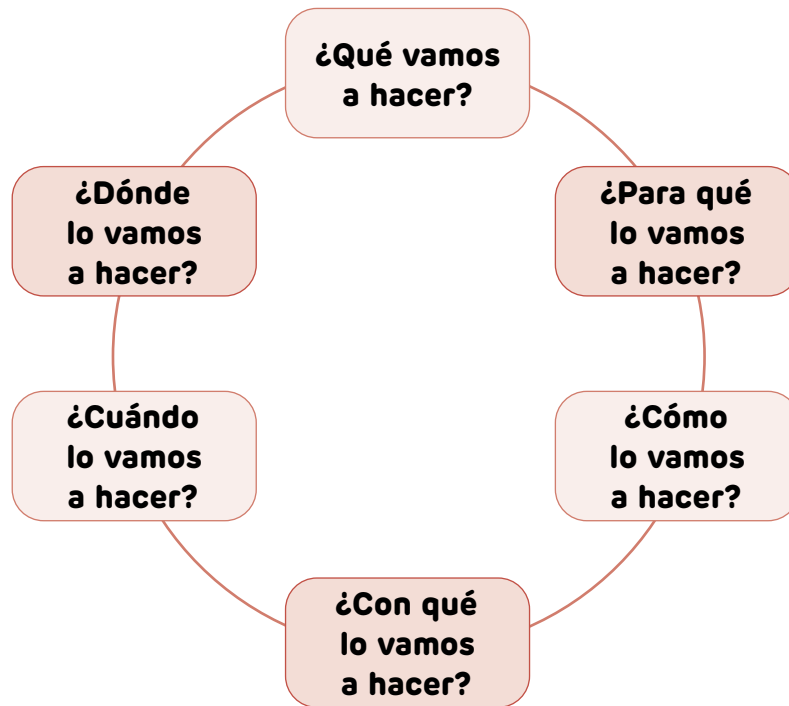 ¿Qué vamos
a hacer?
¿Para qué
lo vamos
a hacer?
¿Cómo
lo vamos
a hacer?
¿Con qué
lo vamos
a hacer?
¿Cuándo
lo vamos
a hacer?
¿Dónde
lo vamos
a hacer?